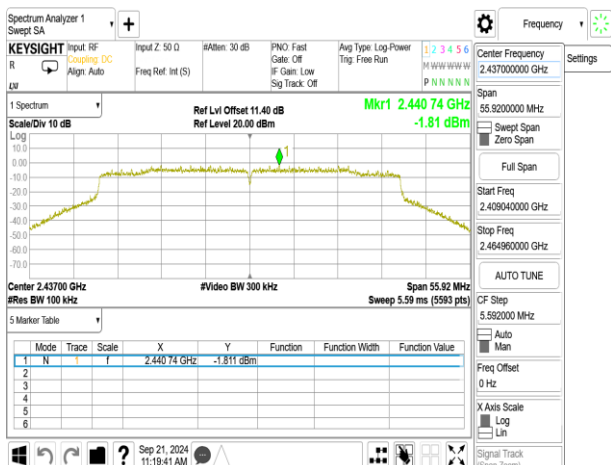 Spectrum Analyzer 1
Swept SA
+
Frequency
KEYSIGHT
R
LXI
Input: RF
Coupling: DC
Align: Auto
Input Z: 50 Ω
Freq Ref: Int (S)
#Atten: 30 dB
PNO: Fast
Gate: Off
IF Gain: Low
Sig Track: Off
Avg Type: Log-Power
Trig: Free Run
1 2 3 4 5 6
M W W W W W
P N N N N N
1 Spectrum
Scale/Div 10 dB
Ref Lvl Offset 11.40 dB
Ref Level 20.00 dBm
Mkr1 2.440 74 GHz
-1.81 dBm
Log
10.0
0.00
-10.0
-20.0
-30.0
-40.0
-50.0
-60.0
-70.0
1
Center 2.43700 GHz
#Res BW 100 kHz
#Video BW 300 kHz
Span 55.92 MHz
Sweep 5.59 ms (5593 pts)
5 Marker Table
Mode Trace Scale X Y Function Function Width Function Value
1 N 1 f 2.440 74 GHz -1.811 dBm
2
3
4
5
6
?
Sep 21, 2024
11:19:41 AM
Center Frequency
2.437000000 GHz
Settings
Span
55.9200000 MHz
Swept Span
Zero Span
Full Span
Start Freq
2.409040000 GHz
Stop Freq
2.464960000 GHz
AUTO TUNE
CF Step
5.592000 MHz
Auto
Man
Freq Offset
0 Hz
X Axis Scale
Log
Lin
Signal Track
(Span Zoom)